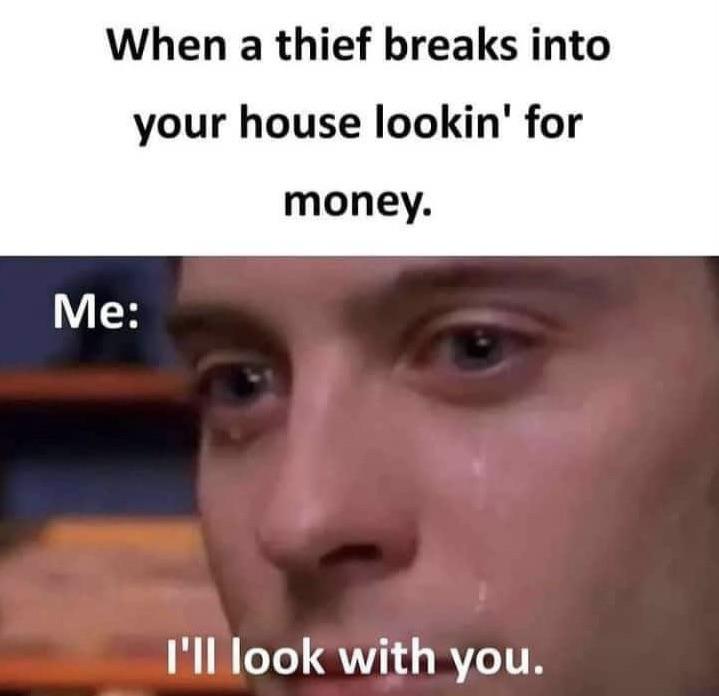 When a thief breaks into
your house lookin' for
money.
Me:
I'll look with you.